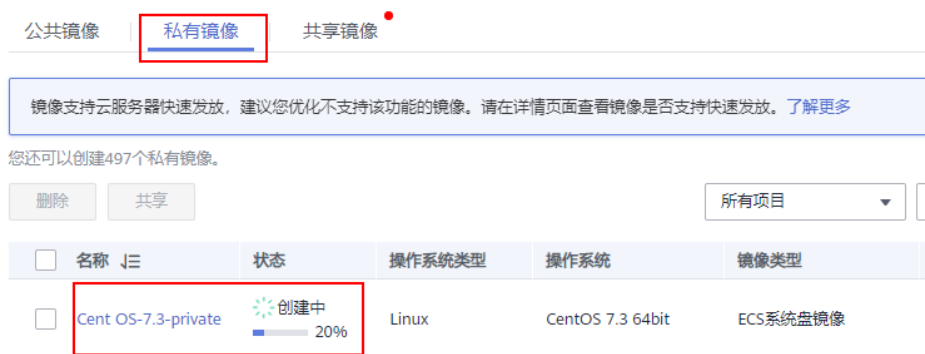 公共镜像 私有镜像 共享镜像
镜像支持云服务器快速发放，建议您优化不支持该功能的镜像。请在详情页面查看镜像是否支持快速发放。了解更多
您还可以创建497个私有镜像。
删除 共享 所有项目
名称 状态 操作系统类型 操作系统 镜像类型
Cent OS-7.3-private 创建中 20% Linux CentOS 7.3 64bit ECS系统盘镜像